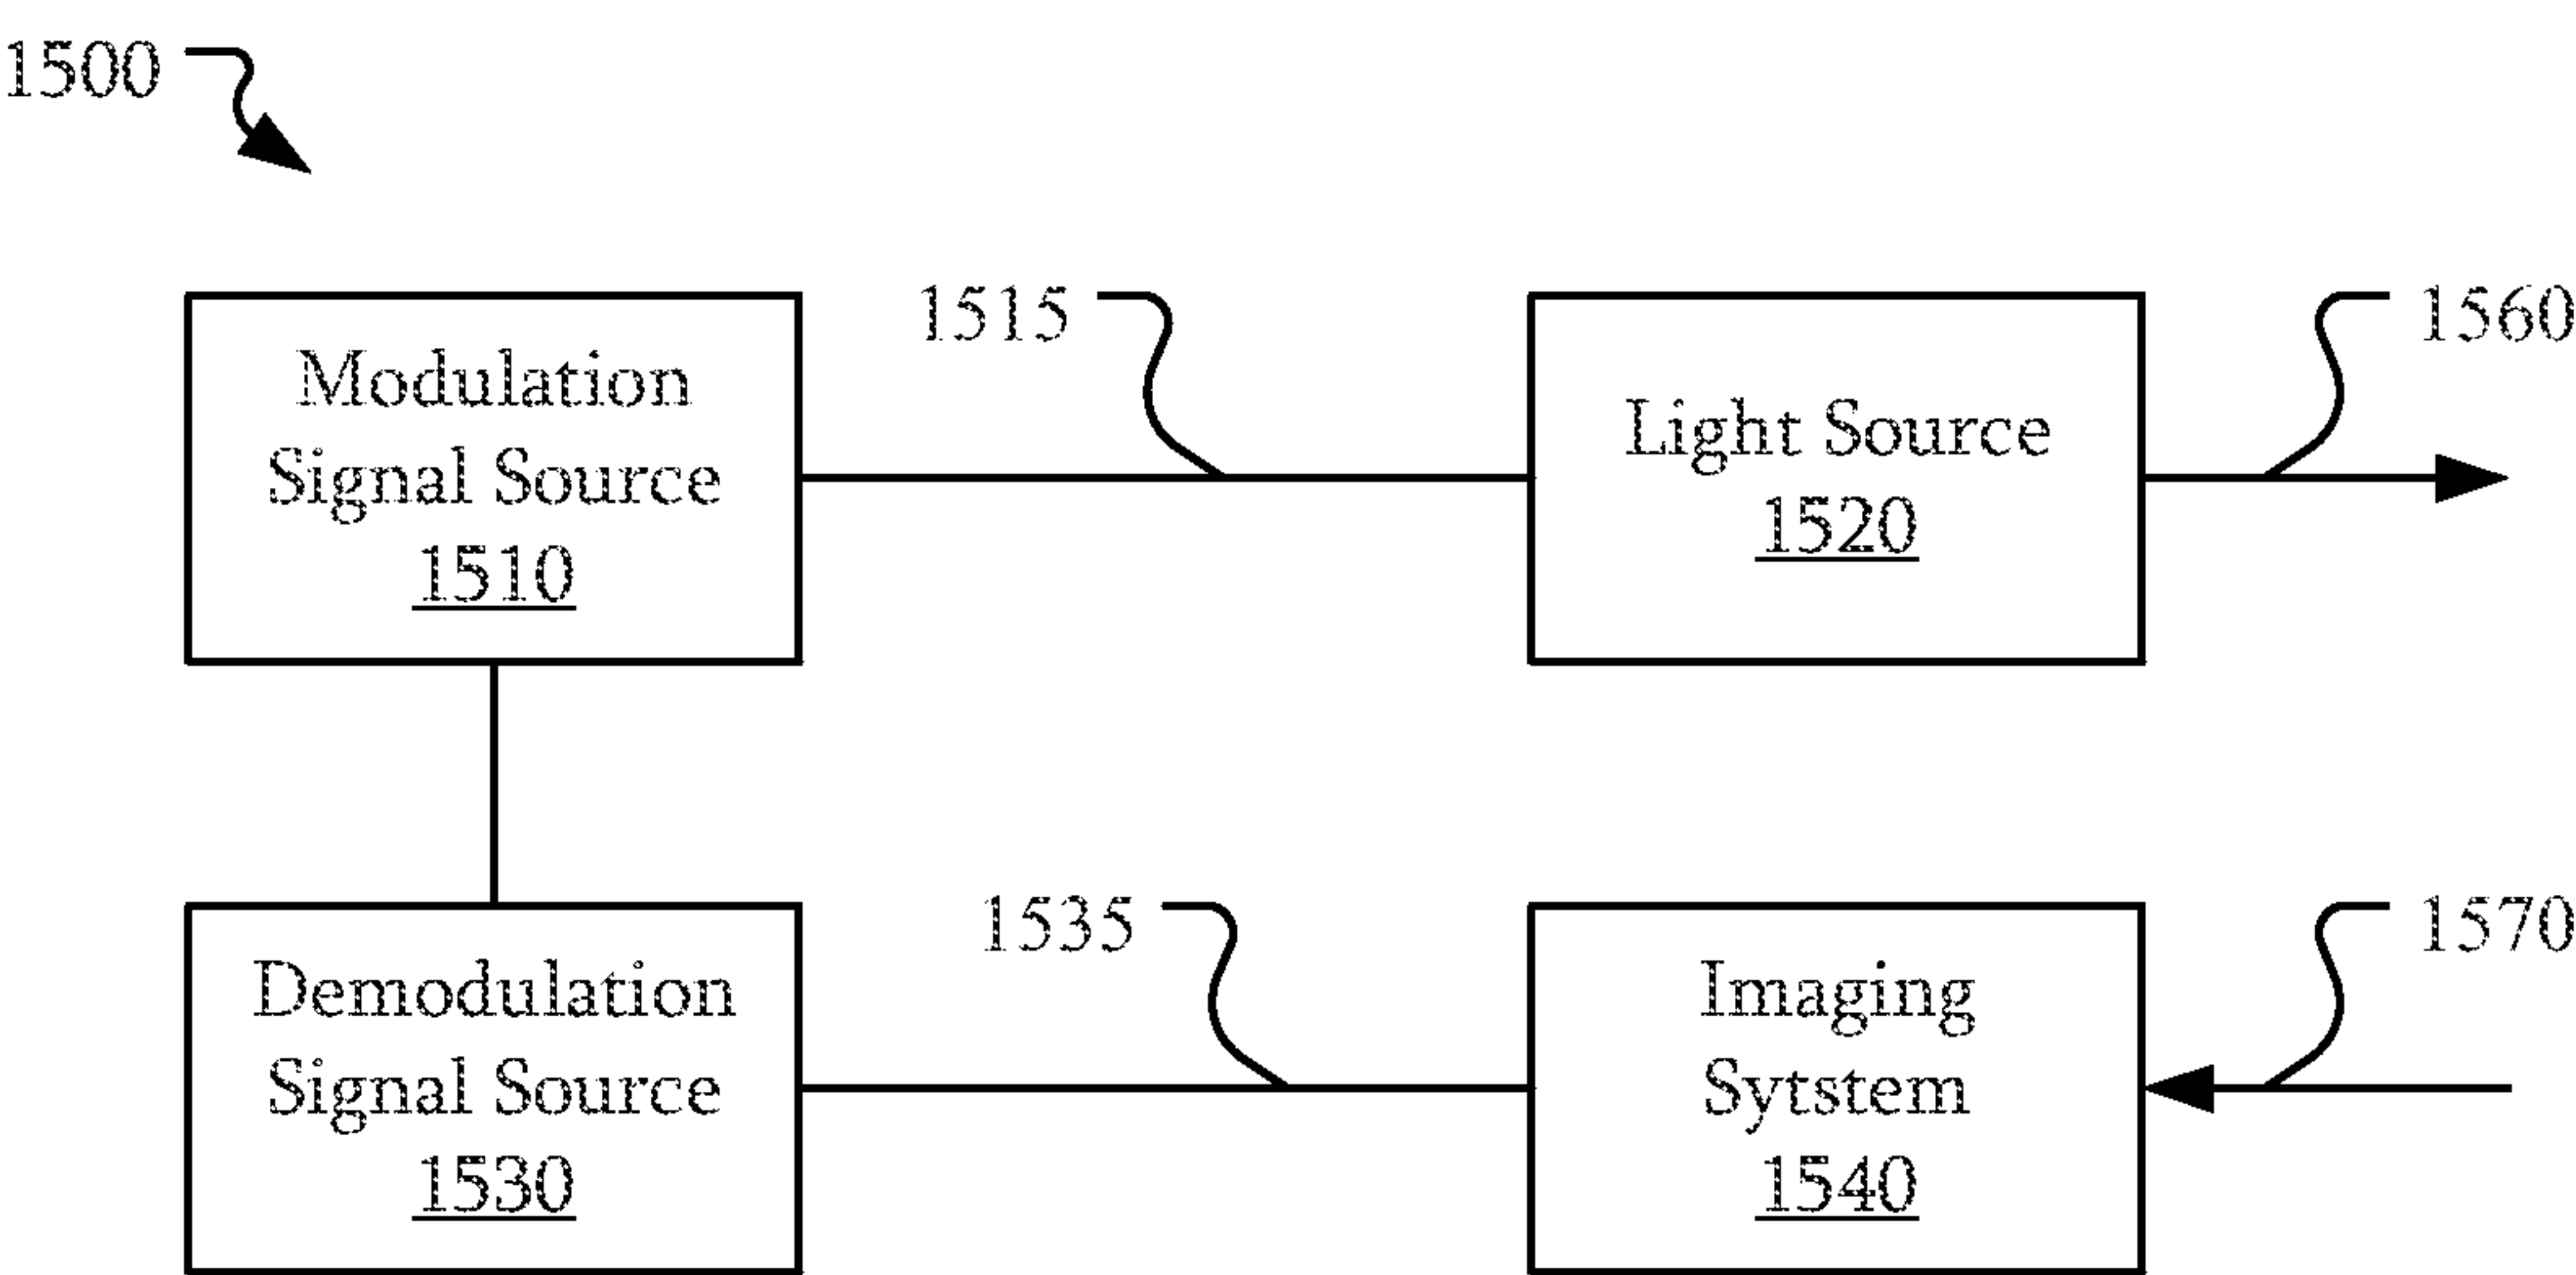 1500
1515
1560
Modulation
Signal Source
1510
Light Source
1520
1535
1570
Demodulation
Signal Source
1530
Imaging
Sytstem
1540